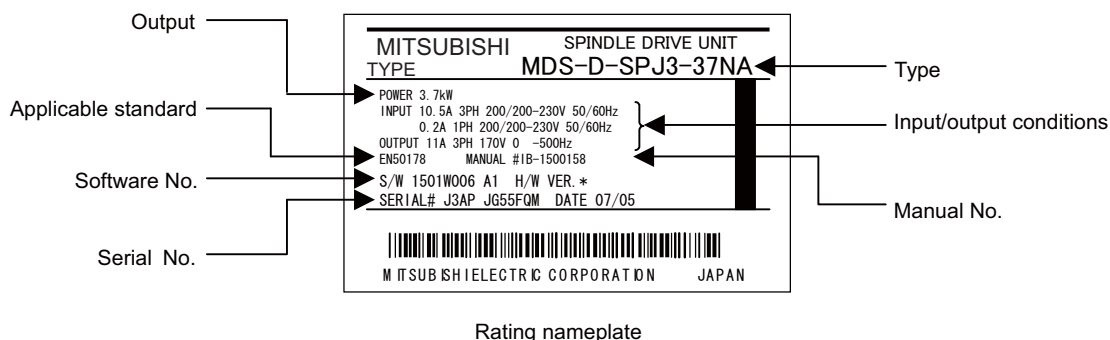 Output
Applicable standard
Software No.
Serial No.
MITSUBISHI SPINDLE DRIVE UNIT
TYPE MDS-D-SPJ3-37NA
POWER 3.7kW
INPUT 10.5A 3PH 200/200-230V 50/60Hz
0.2A 1PH 200/200-230V 50/60Hz
OUTPUT 11A 3PH 170V 0 -500Hz
EN50178 MANUAL #IB-1500158
S/W 1501W006 A1 H/W VER.*
SERIAL# J3AP JG55FQM DATE 07/05
MITSUBISHIELECTRIC CORPORATION JAPAN
Type
Input/output conditions
Manual No.
Rating nameplate